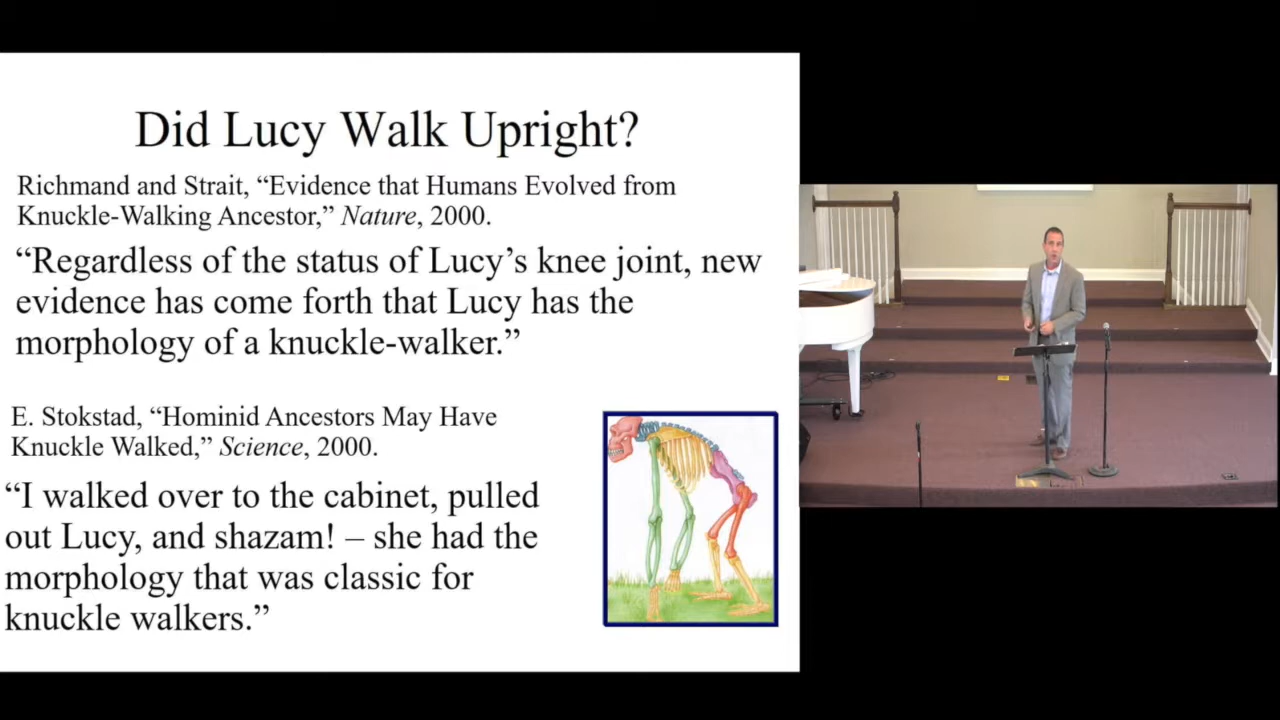 Did Lucy Walk Upright?
Richmand and Strait, “Evidence that Humans Evolved from
Knuckle-Walking Ancestor,” Nature, 2000.
“Regardless of the status of Lucy’s knee joint, new
evidence has come forth that Lucy has the
morphology of a knuckle-walker.”
E. Stokstad, “Hominid Ancestors May Have
Knuckle Walked,” Science, 2000.
“I walked over to the cabinet, pulled
out Lucy, and shazam! – she had the
morphology that was classic for
knuckle walkers.”